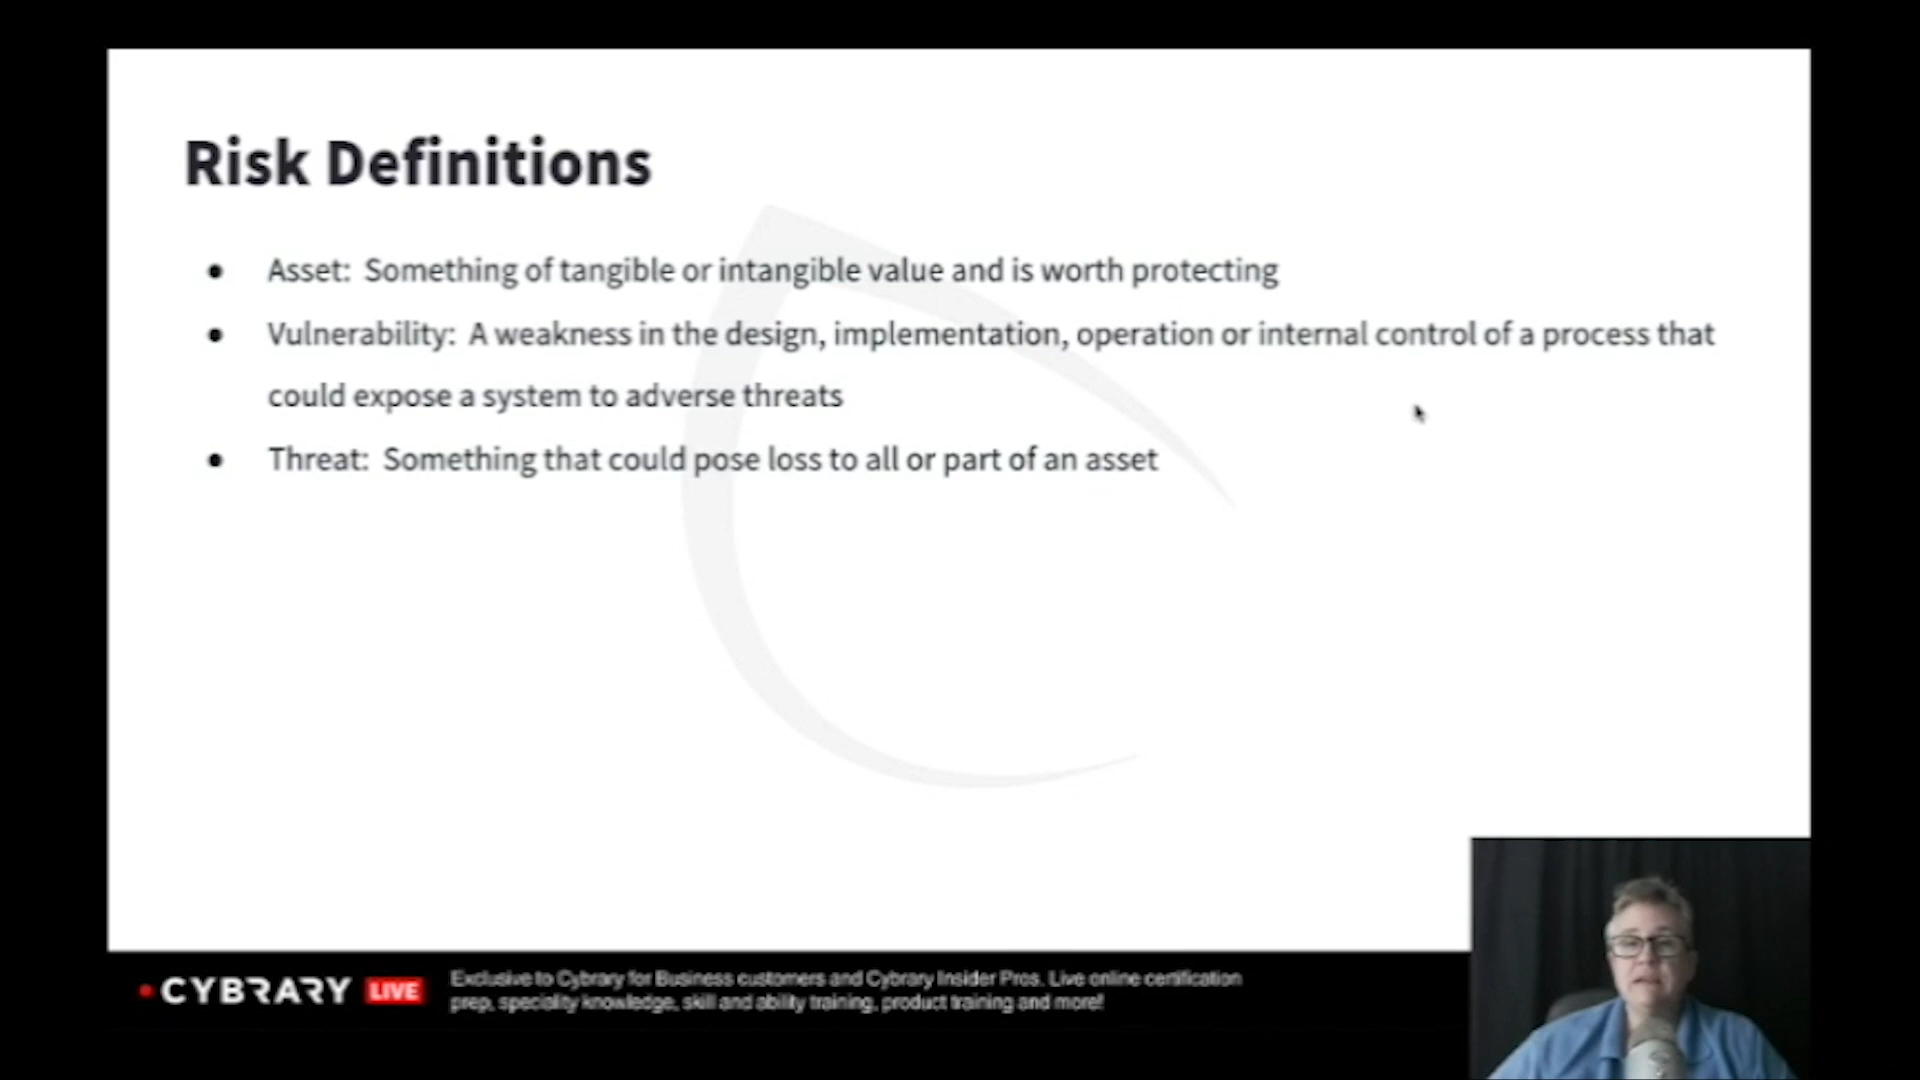 Risk Definitions
● Asset: Something of tangible or intangible value and is worth protecting
● Vulnerability: A weakness in the design, implementation, operation or internal control of a process that
could expose a system to adverse threats
● Threat: Something that could pose loss to all or part of an asset
CYBRARY LIVE
Exclusive to Cybrary for Business customers and Cybrary Insider Pros. Live online certification
prep, speciality knowledge, skill and ability training, product training and more!